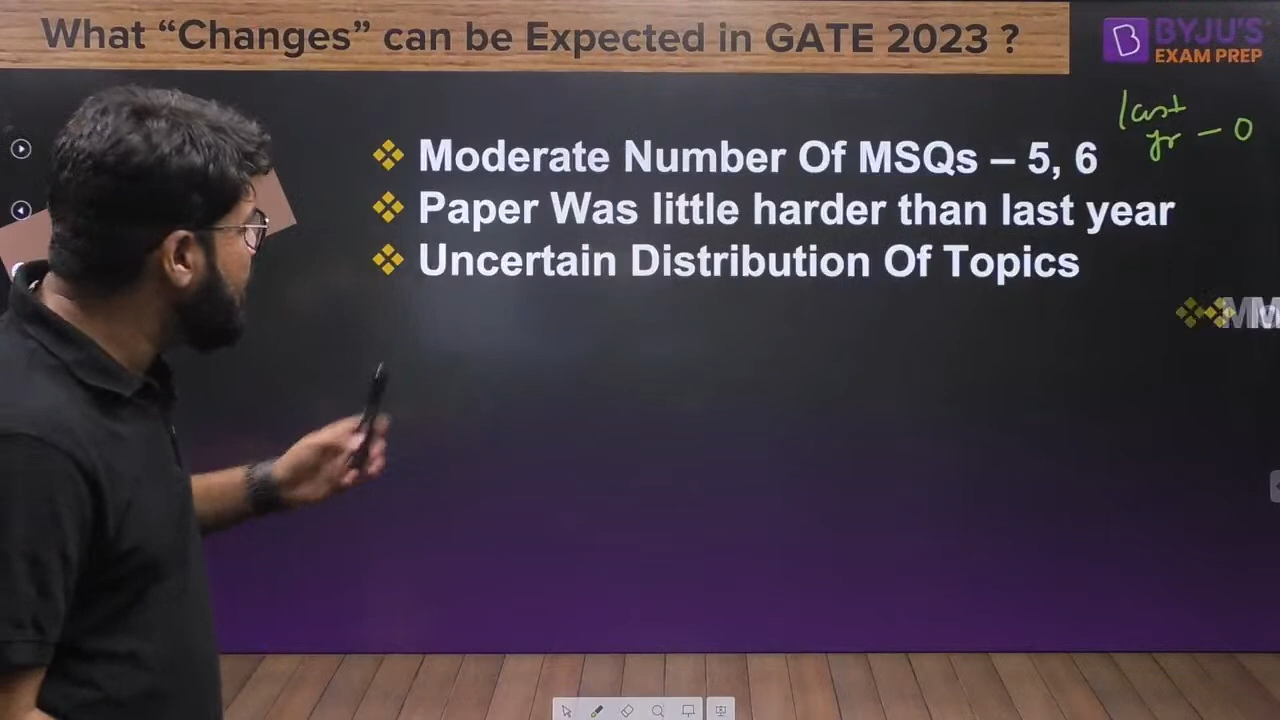 What “Changes” can be Expected in GATE 2023 ?
BYJU'S
EXAM PREP
last
yr – 0
Moderate Number Of MSQs – 5, 6
Paper Was little harder than last year
Uncertain Distribution Of Topics